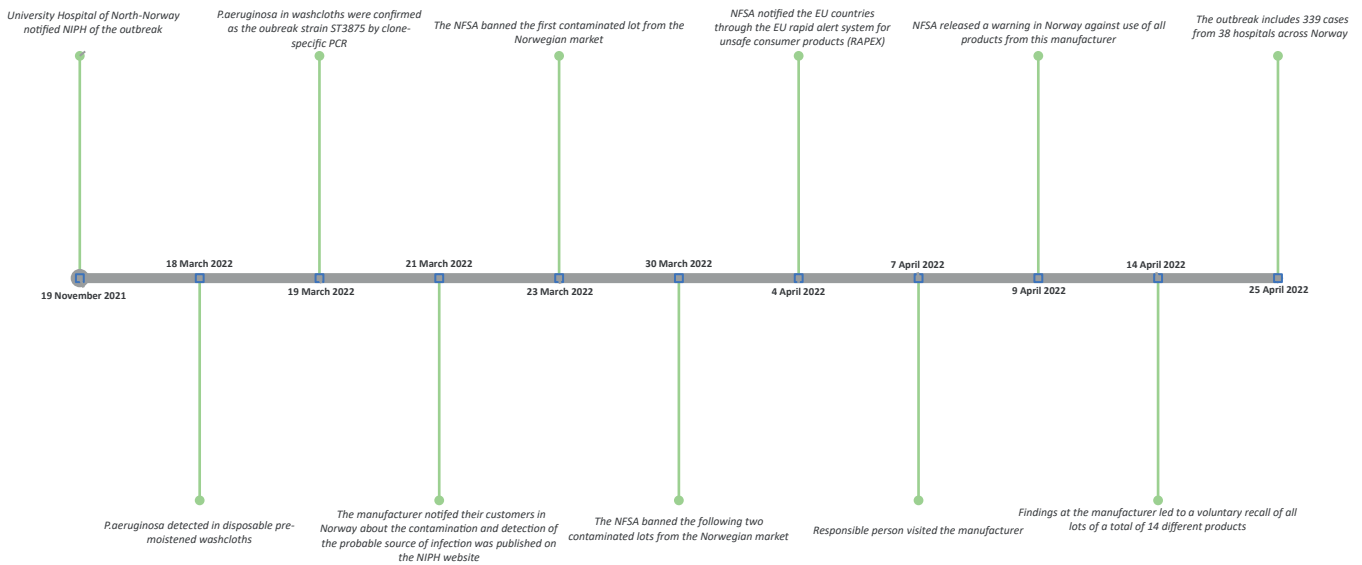 University Hospital of North-Norway
notified NIPH of the outbreak
P.aeruginosa in washcloths were confirmed
as the oubreak strain ST3875 by clone-
specific PCR
The NFSA banned the first contaminated lot from the
Norwegian market
NFSA notified the EU countries
through the EU rapid alert system for
unsafe consumer products (RAPEX)
NFSA released a warning in Norway against use of all
products from this manufacturer
The outbreak includes 339 cases
from 38 hospitals across Norway
18 March 2022
21 March 2022
30 March 2022
7 April 2022
14 April 2022
19 November 2021
19 March 2022
23 March 2022
4 April 2022
9 April 2022
25 April 2022
P.aeruginosa detected in disposable pre-
moistened washcloths
The manufacturer notifed their customers in
Norway about the contamination and detection of
the probable source of infection was published on
the NIPH website
The NFSA banned the following two
contaminated lots from the Norwegian market
Responsible person visited the manufacturer
Findings at the manufacturer led to a voluntary recall of all
lots of a total of 14 different products